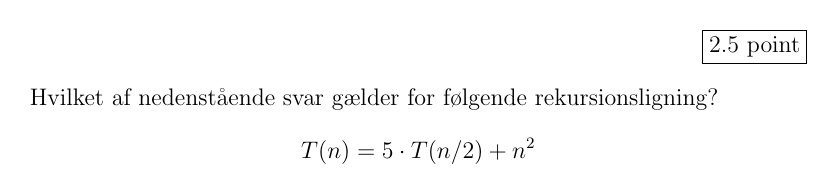 2.5 point
Hvilket af nedenstående svar gælder for følgende rekursionsligning?
T(n) = 5 · T(n/2) + n²